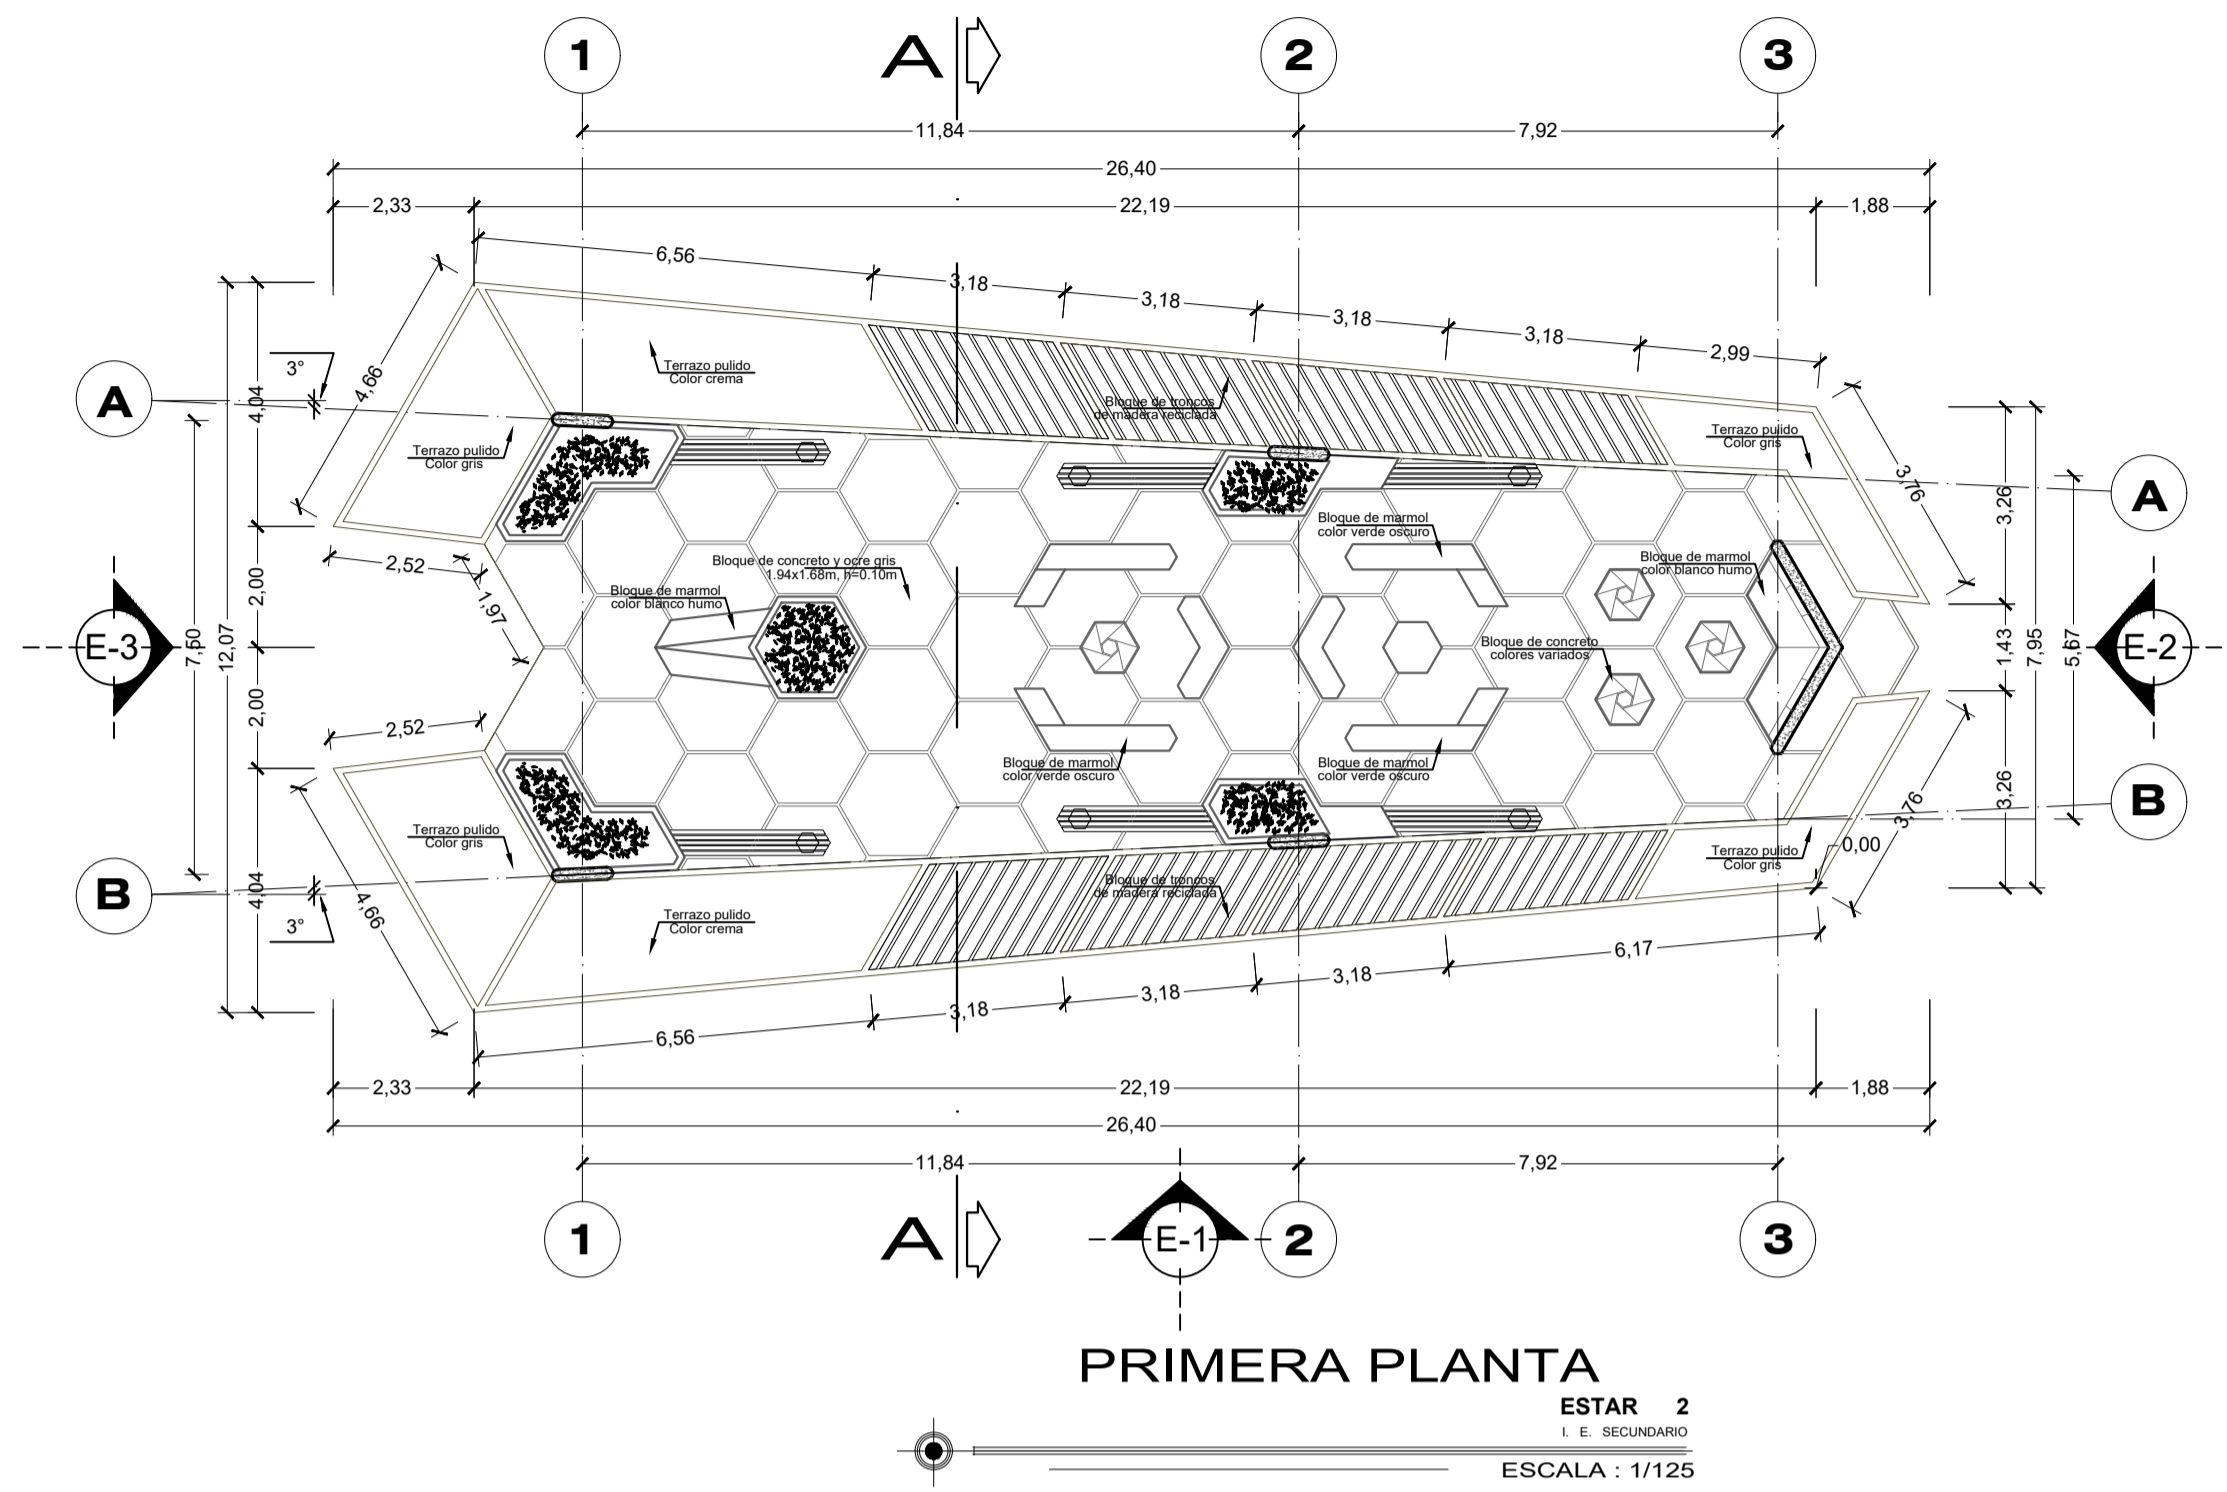 1
A
2
3
11,84
7,92
26,40
2,33
22,19
1,88
6,56
3,18
3,18
3,18
3,18
2,99
4,66
3°
4,04
A
Terrazo pulido
Color crema
Bloque de troncos
de madera reciclada
Terrazo pulido
Color gris
Terrazo pulido
Color gris
3,76
3,26
A
Bloque de marmol
color verde oscuro
2,52
2,00
1,97
Bloque de concreto y ocre gris
1.94x1.68m, h=0.10m
Bloque de marmol
color blanco humo
Bloque de marmol
color blanco humo
E-3
7,50
12,07
Bloque de concreto
colores variados
1,43
7,95
5,67
E-2
2,00
2,52
Bloque de marmol
color verde oscuro
Bloque de marmol
color verde oscuro
3,26
3,76
B
Terrazo pulido
Color gris
Terrazo pulido
Color gris
0,00
B
4,04
3°
4,66
Terrazo pulido
Color crema
Bloque de troncos
de madera reciclada
6,56
3,18
3,18
3,18
6,17
2,33
22,19
1,88
26,40
11,84
7,92
1
A
E-1
2
3
PRIMERA PLANTA
ESTAR 2
I. E. SECUNDARIO
ESCALA : 1/125